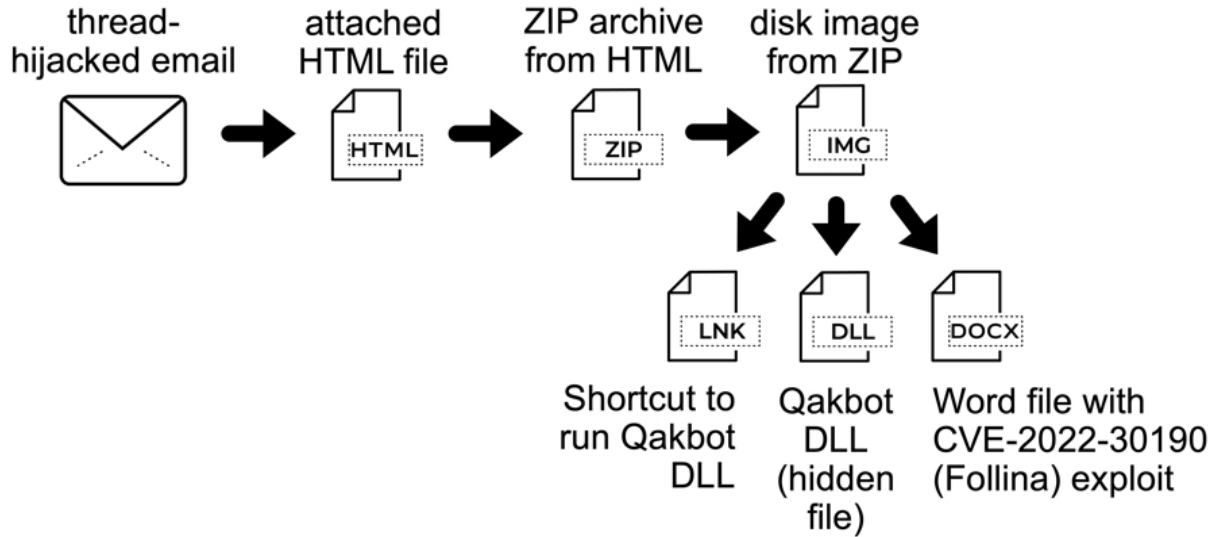 thread-
hijacked email
attached
HTML file
ZIP archive
from HTML
disk image
from ZIP
HTML
ZIP
IMG
LNK
DLL
DOCX
Shortcut to
run Qakbot
DLL
Qakbot
DLL
(hidden
file)
Word file with
CVE-2022-30190
(Follina) exploit